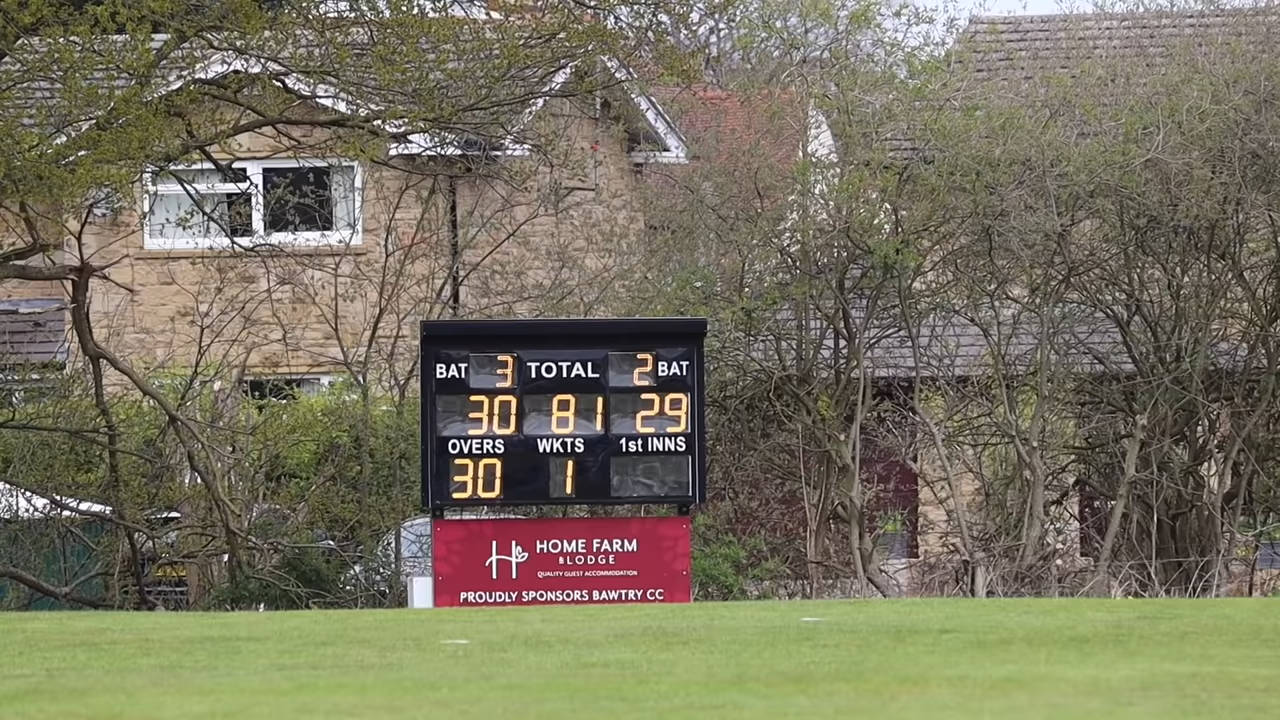 BAT 3 TOTAL 2 BAT
30 81 29
OVERS WKTS 1st INNS
30 1
HOME FARM
& LODGE
QUALITY GUEST ACCOMMODATION
PROUDLY SPONSORS BAWTRY CC